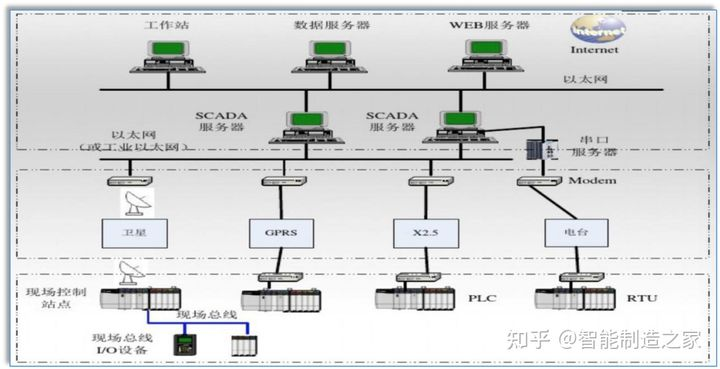 工作站
数据服务器
WEB服务器
Internet
Internet
以太网
SCADA
服务器
SCADA
服务器
以太网
(或工业以太网)
串口
服务器
Modem
卫星
GPRS
X2.5
电台
现场控制
站点
PLC
RTU
现场总线
现场总线
I/O设备
知乎 @智能制造之家